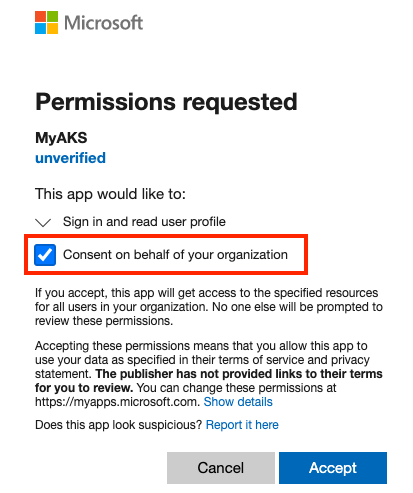 Microsoft
Permissions requested
MyAKS
unverified
This app would like to:
Sign in and read user profile
Consent on behalf of your organization
If you accept, this app will get access to the specified resources
for all users in your organization. No one else will be prompted to
review these permissions.
Accepting these permissions means that you allow this app to
use your data as specified in their terms of service and privacy
statement. The publisher has not provided links to their terms
for you to review. You can change these permissions at
https://myapps.microsoft.com. Show details
Does this app look suspicious? Report it here
Cancel Accept